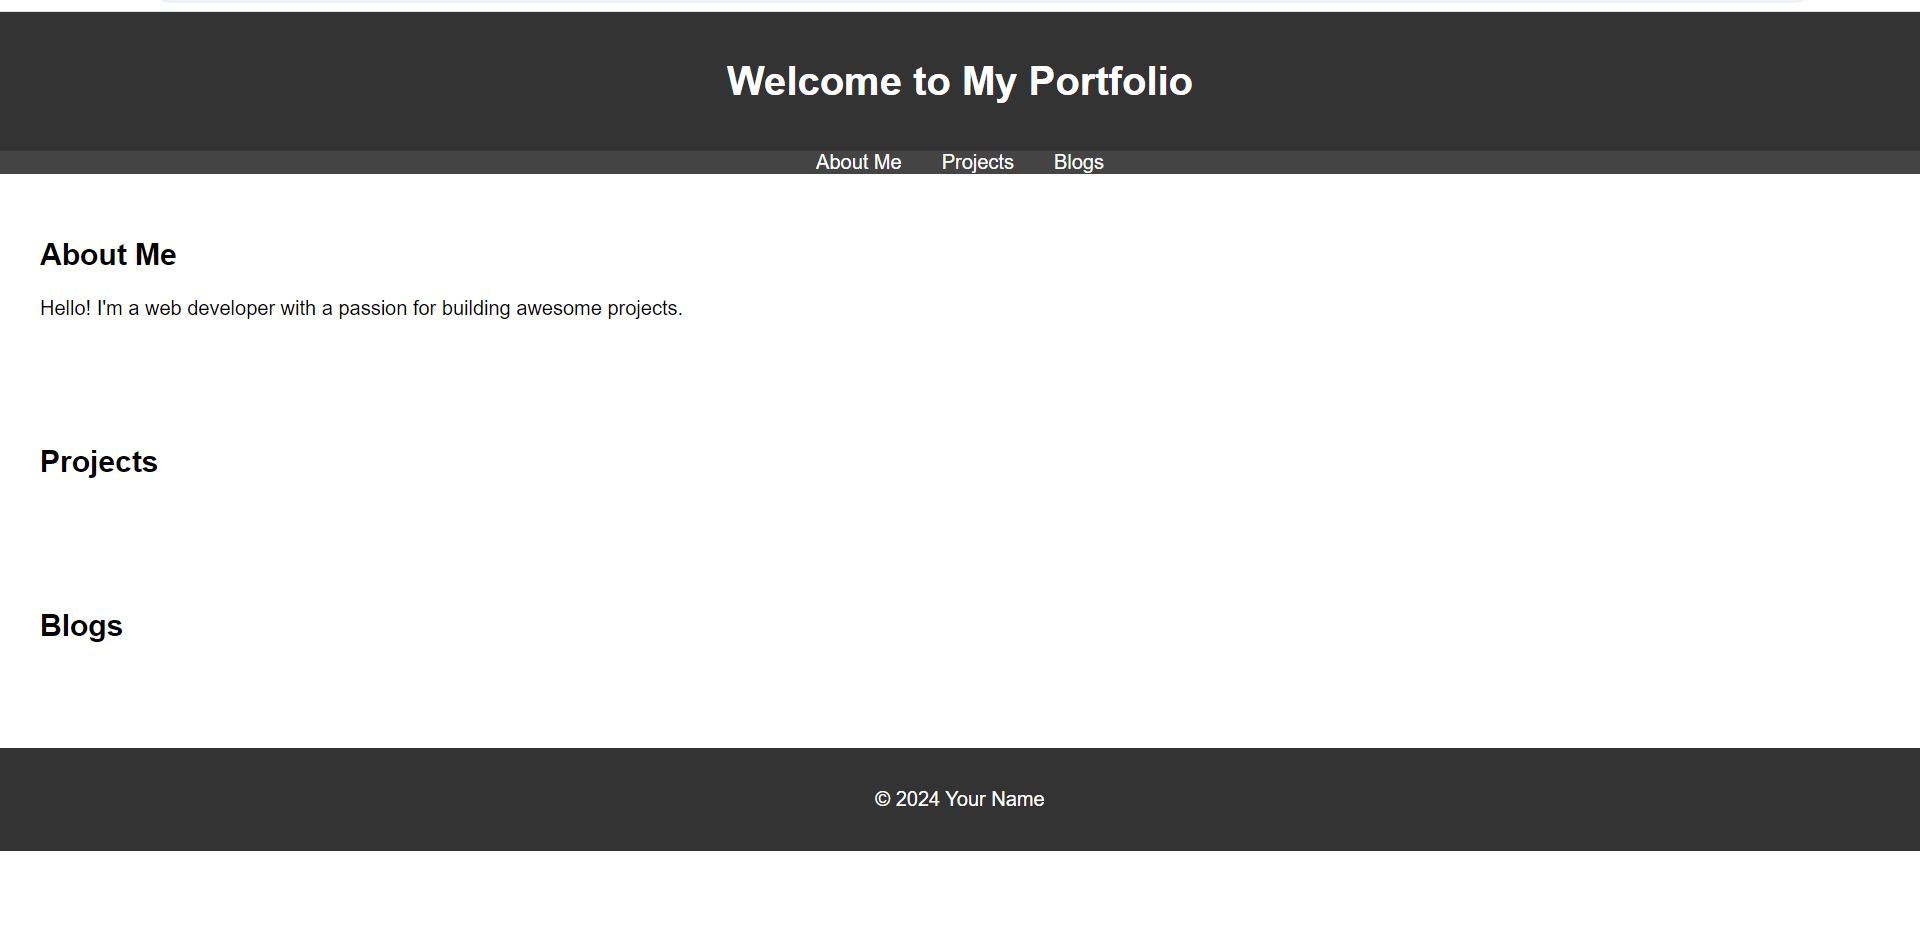 Welcome to My Portfolio
About Me Projects Blogs
About Me
Hello! I'm a web developer with a passion for building awesome projects.
Projects
Blogs
© 2024 Your Name